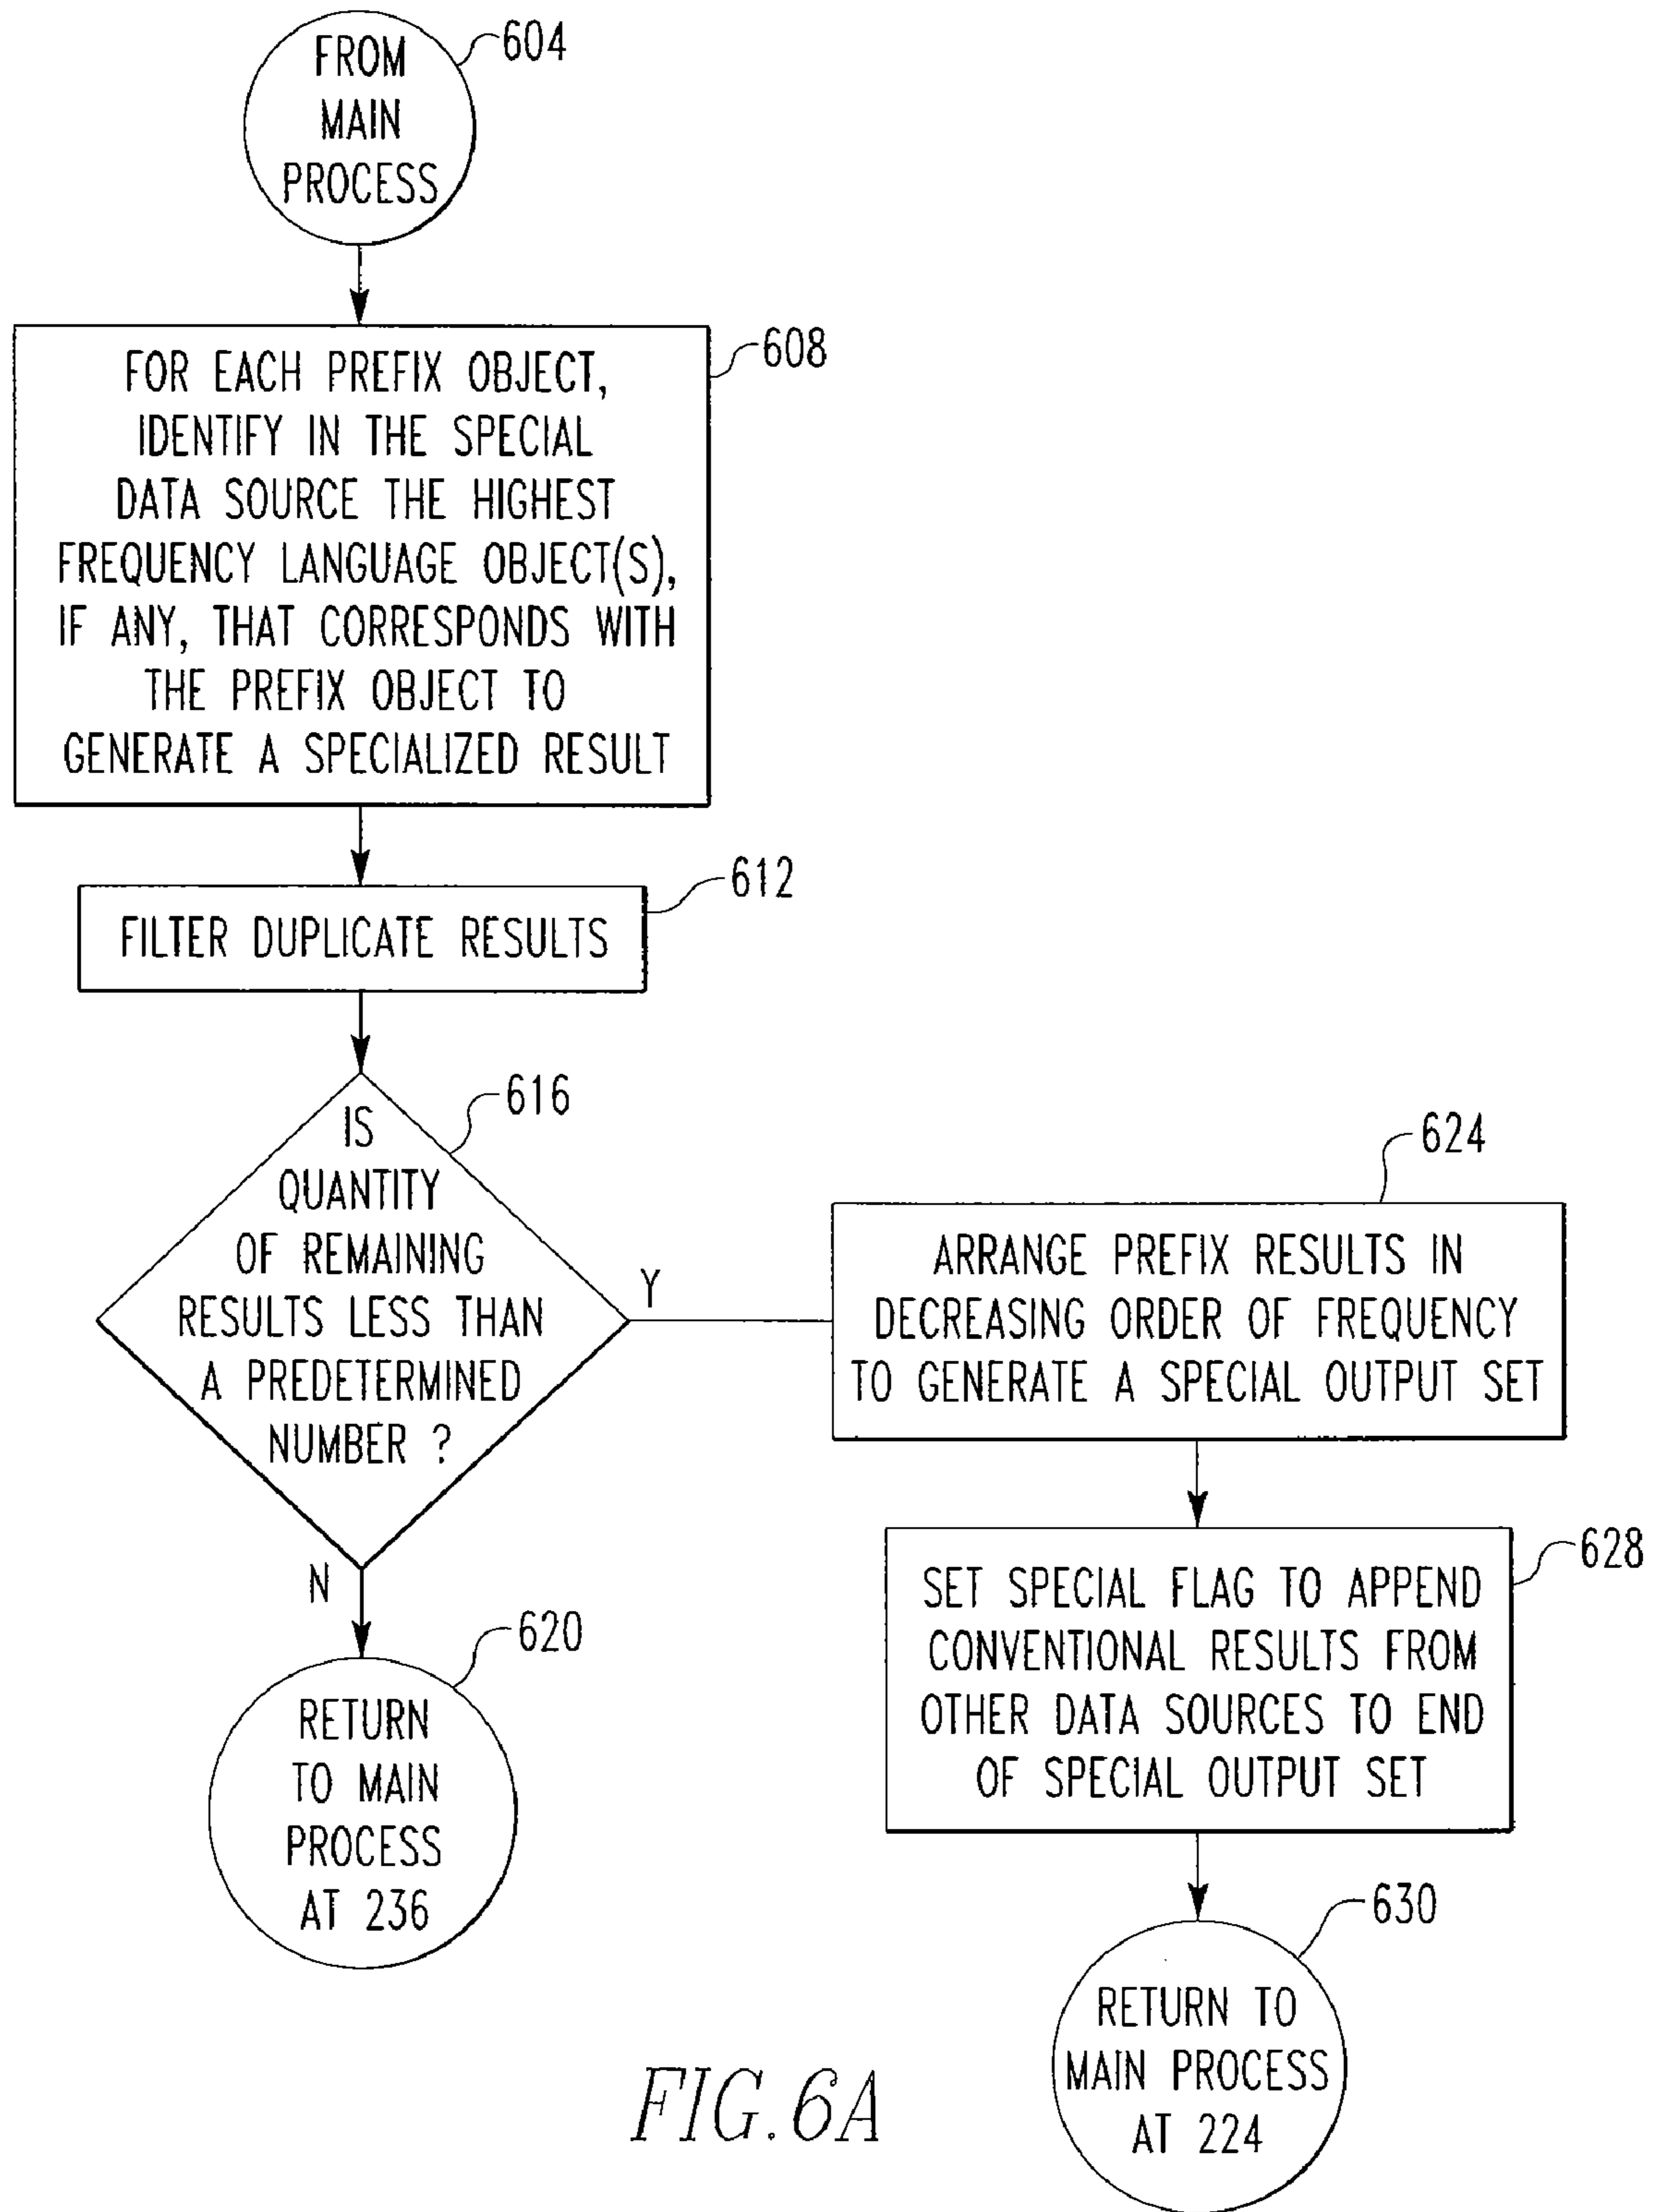 FROM
MAIN
PROCESS
604
FOR EACH PREFIX OBJECT,
IDENTIFY IN THE SPECIAL
DATA SOURCE THE HIGHEST
FREQUENCY LANGUAGE OBJECT(S),
IF ANY, THAT CORRESPONDS WITH
THE PREFIX OBJECT TO
GENERATE A SPECIALIZED RESULT
608
FILTER DUPLICATE RESULTS
612
IS
QUANTITY
OF REMAINING
RESULTS LESS THAN
A PREDETERMINED
NUMBER ?
616
Y
N
RETURN
TO MAIN
PROCESS
AT 236
620
624
ARRANGE PREFIX RESULTS IN
DECREASING ORDER OF FREQUENCY
TO GENERATE A SPECIAL OUTPUT SET
SET SPECIAL FLAG TO APPEND
CONVENTIONAL RESULTS FROM
OTHER DATA SOURCES TO END
OF SPECIAL OUTPUT SET
628
630
RETURN TO
MAIN PROCESS
AT 224
FIG.6A